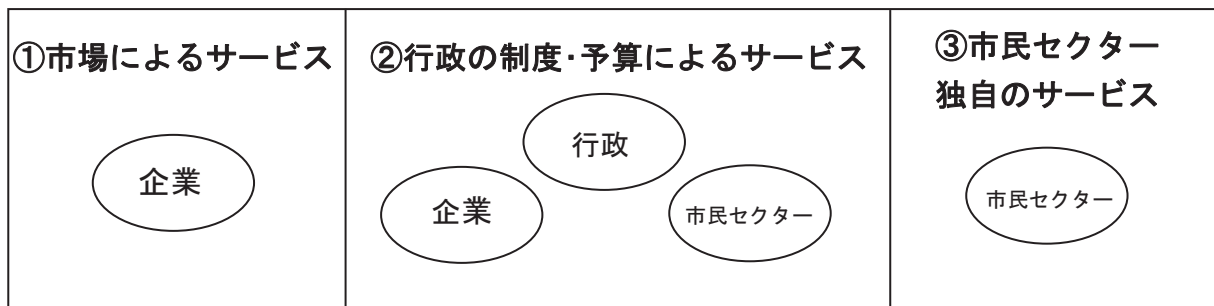 ①市場によるサービス
企業
②行政の制度・予算によるサービス
行政
企業
市民セクター
③市民セクター
独自のサービス
市民セクター